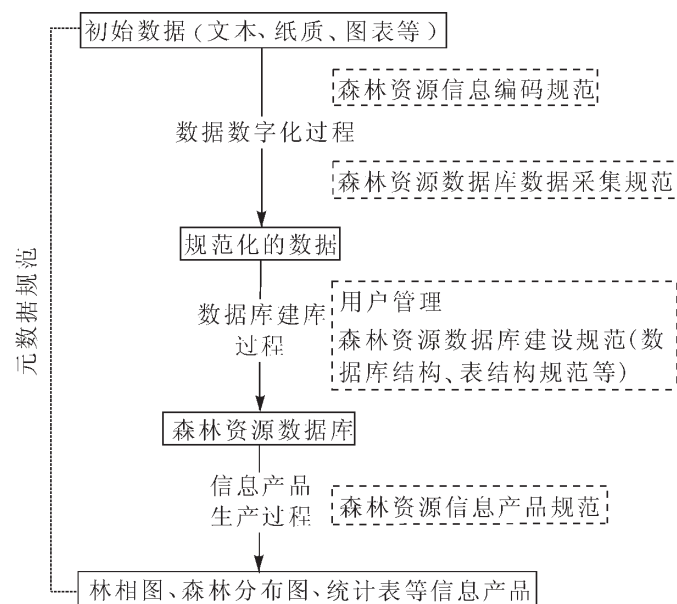 初始数据(文本、纸质、图表等)
森林资源信息编码规范
数据数字化过程
森林资源数据库数据采集规范
规范化的数据
元数据规范
数据库建库
过程
用户管理
森林资源数据库建设规范(数
据库结构、表结构规范等)
森林资源数据库
信息产品
生产过程
森林资源信息产品规范
林相图、森林分布图、统计表等信息产品